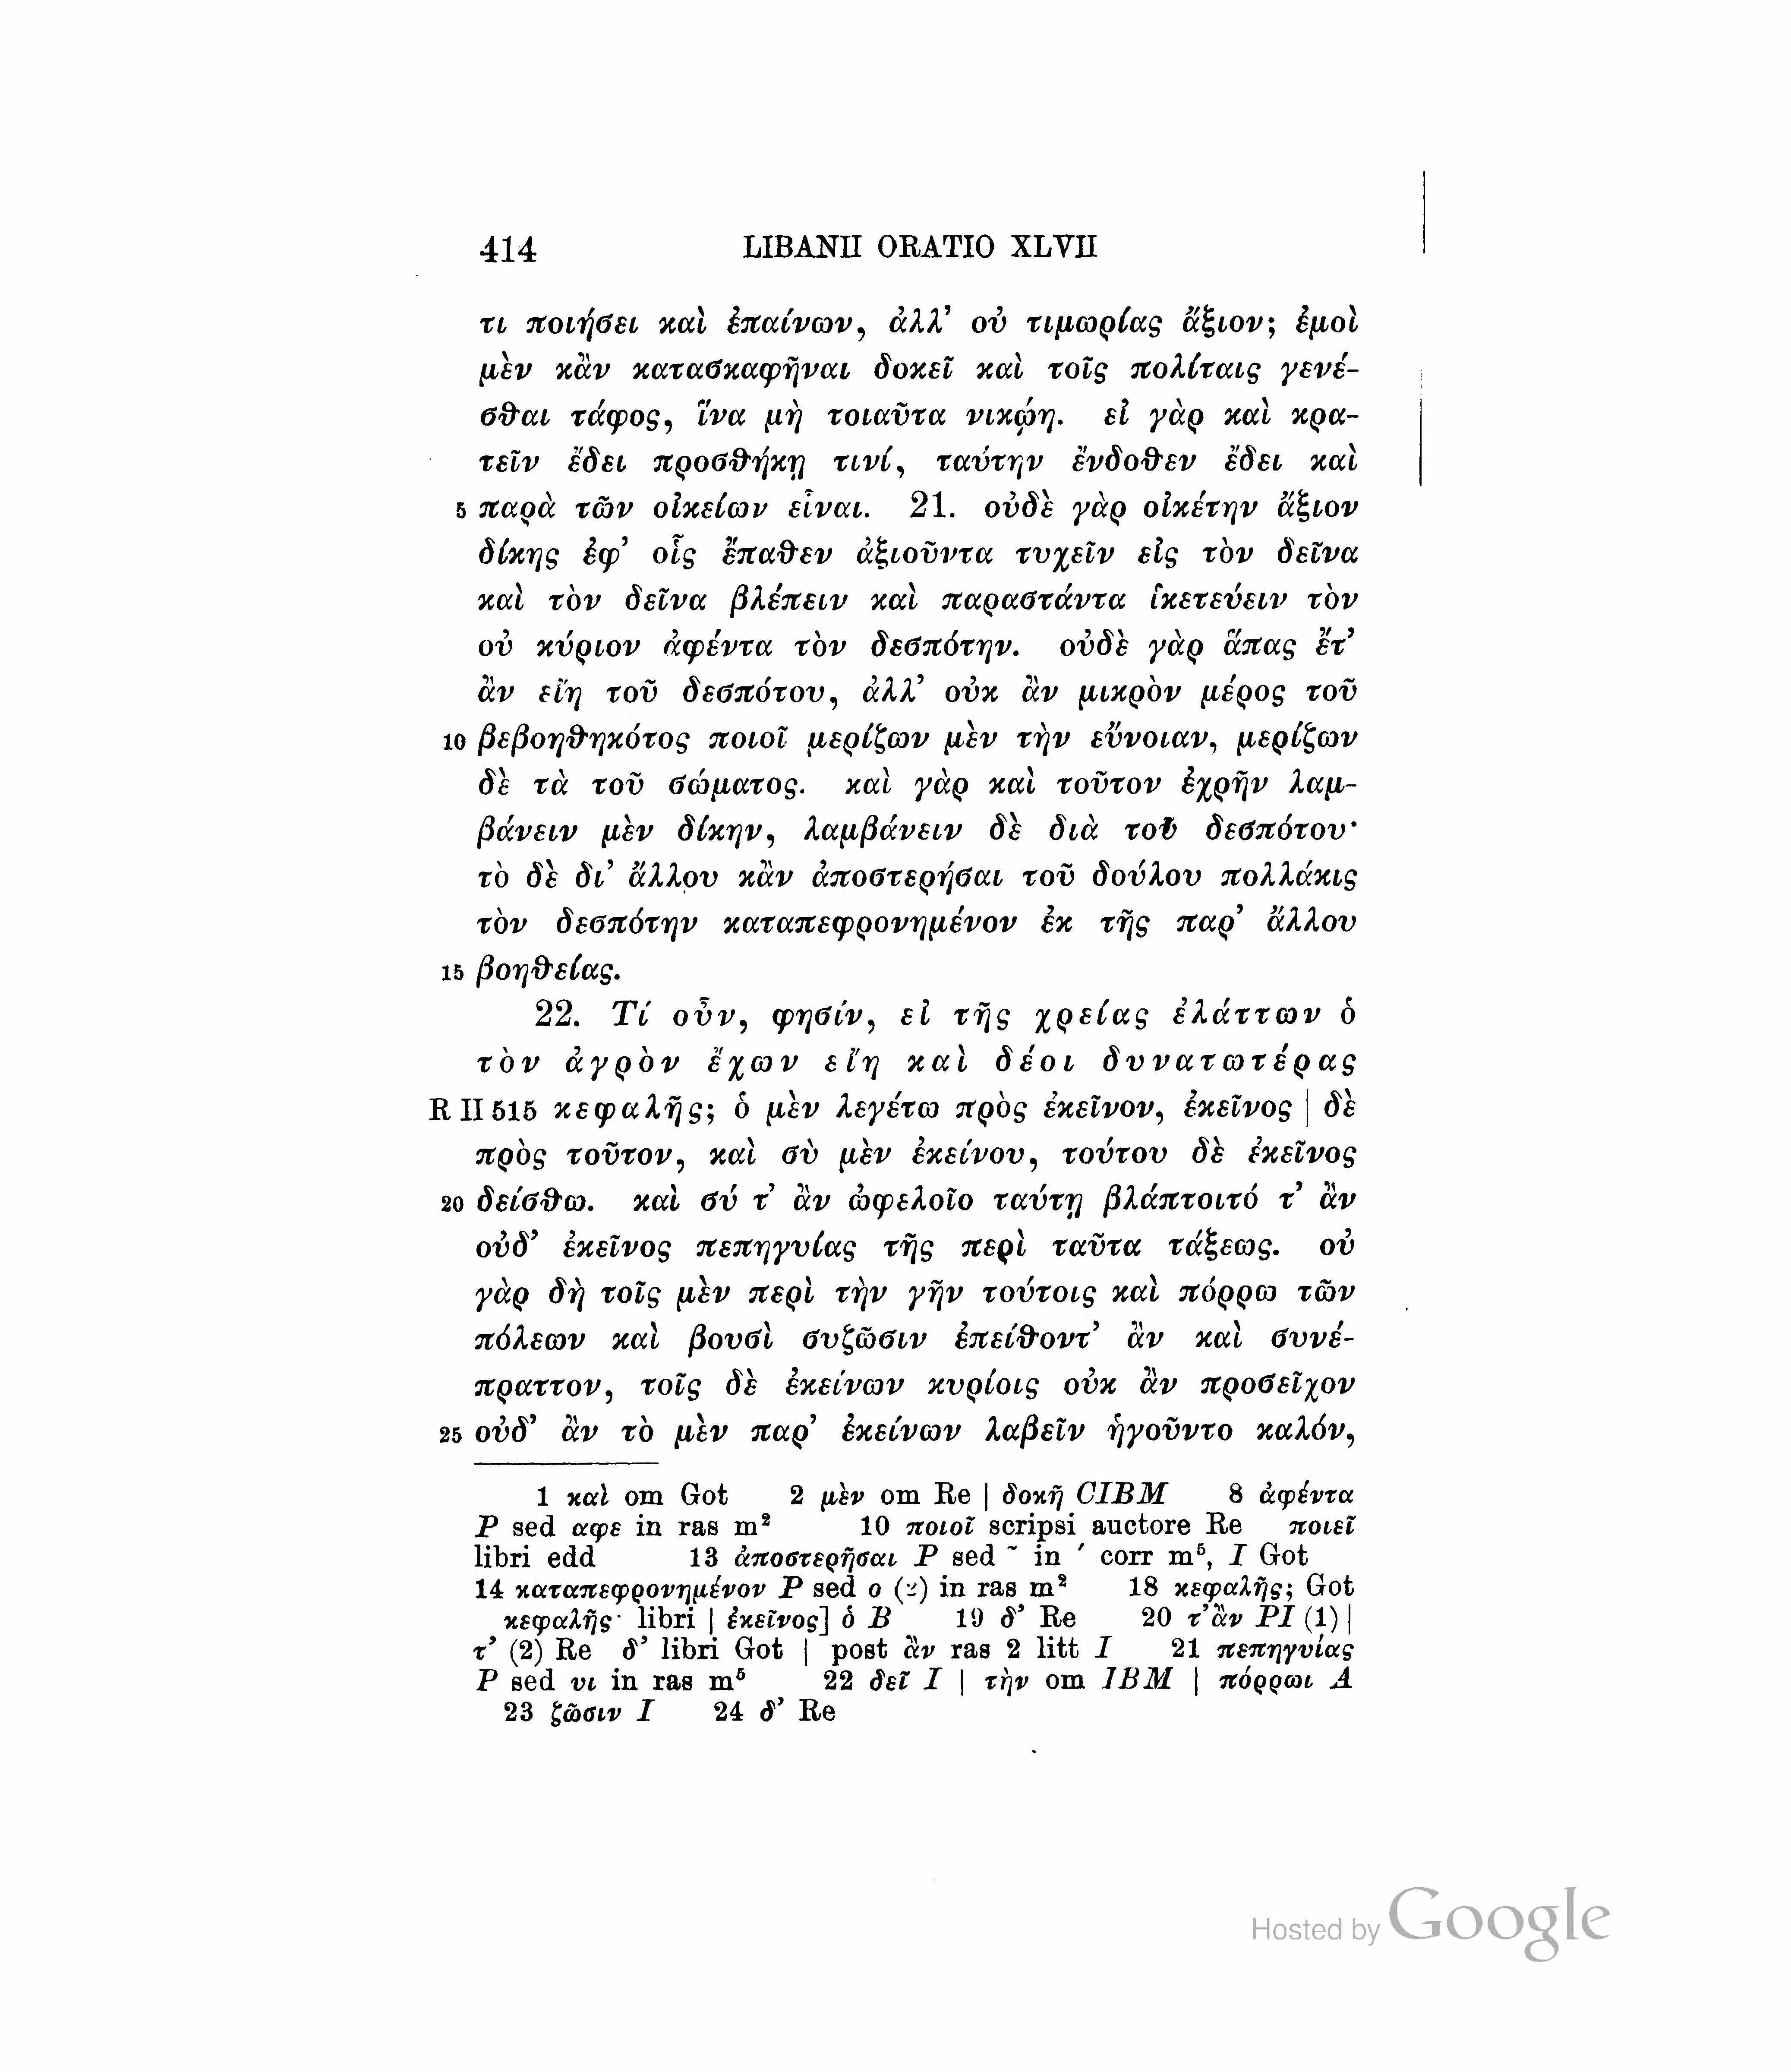 414 LIBANII ORATIO XLVII
τι ποιήσει καὶ ἐπαίνων, ἀλλ’ οὐ τιμωρίας ἄξιον; ἐμοὶ
μὲν κἂν κατασκαφῆναι δοκεῖ καὶ τοῖς πολίταις γενέ-
σθαι τάφος, ἵνα μὴ τοιαῦτα νικῴη. εἰ γὰρ καὶ κρα-
τεῖν ἔδει προσθήκῃ τινί, ταύτην ἔνδοθεν ἔδει καὶ
5 παρὰ τῶν οἰκείων εἶναι. 21. οὐδὲ γὰρ οἰκέτην ἄξιον
δίκης ἐφ’ οἷς ἔπαθεν ἀξιοῦντα τυχεῖν εἰς τὸν δεῖνα
καὶ τὸν δεῖνα βλέπειν καὶ παραστάντα ἱκετεύειν τὸν
οὐ κύριον ἀφέντα τὸν δεσπότην. οὐδὲ γὰρ ἅπας ἔτ’
ἂν εἴη τοῦ δεσπότου, ἀλλ’ οὐκ ἂν μικρὸν μέρος τοῦ
10 βεβοηθηκότος ποιοῖ μερίζων μὲν τὴν εὔνοιαν, μερίζων
δὲ τὰ τοῦ σώματος. καὶ γὰρ καὶ τοῦτον ἐχρῆν λαμ-
βάνειν μὲν δίκην, λαμβάνειν δὲ διὰ τοῦ δεσπότου·
τὸ δὲ δι’ ἄλλου κἂν ἀποστερήσαι τοῦ δούλου πολλάκις
τὸν δεσπότην καταπεφρονημένον ἐκ τῆς παρ’ ἄλλου
15 βοηθείας.
22. Τί οὖν, φησίν, εἰ τῆς χρείας ἐλάττων ὁ
τὸν ἀγρὸν ἔχων εἴη καὶ δέοι δυνατωτέρας
R II 515 κεφαλῆς; ὁ μὲν λεγέτω πρὸς ἐκεῖνον, ἐκεῖνος | δὲ
πρὸς τοῦτον, καὶ σὺ μὲν ἐκείνου, τούτου δὲ ἐκεῖνος
20 δείσθω. καὶ σύ τ’ ἂν ὠφελοῖο ταύτῃ βλάπτοιτό τ’ ἂν
οὐδ’ ἐκεῖνος πεπηγυίας τῆς περὶ ταῦτα τάξεως. οὐ
γὰρ δὴ τοῖς μὲν περὶ τὴν γῆν τούτοις καὶ πόρρω τῶν
πόλεων καὶ βουσὶ συζῶσιν ἐπείθοντ’ ἂν καὶ συνέ-
πραττον, τοῖς δὲ ἐκείνων κυρίοις οὐκ ἂν προσεῖχον
25 οὐδ’ ἂν τὸ μὲν παρ’ ἐκείνων λαβεῖν ἡγοῦντο καλόν,
1 καὶ om Got 2 μὲν om Re | δοκῆ CIBM 8 ἀφέντα
P sed αφε in ras m² 10 ποιοῖ scripsi auctore Re ποιεῖ
libri edd 13 ἀποστερῆσαι P sed ῀ in ΄ corr m⁵, I Got
14 καταπεφρονημένον P sed ο (:) in ras m² 18 κεφαλῆς; Got
κεφαλῆς· libri | ἐκεῖνος] ὁ B 19 δ’ Re 20 τ’ἂν PI (1) |
τ’ (2) Re δ’ libri Got | post ἂν ras 2 litt I 21 πεπηγυίας
P sed υι in ras m⁵ 22 δεῖ I | τὴν om IBM | πόρρωι A
23 ζῶσιν I 24 δ’ Re
Hosted by Google